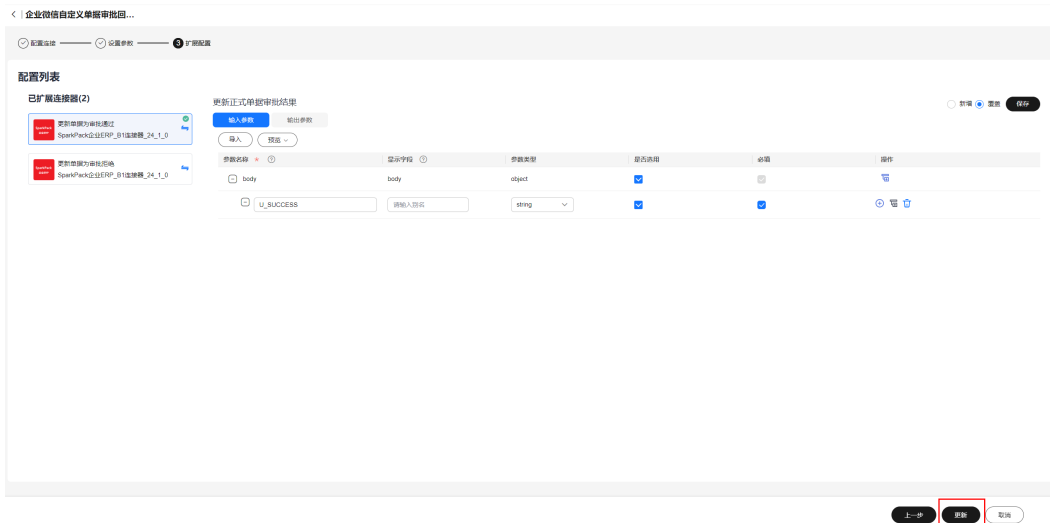 企业微信自定义单据审批回...
配置连接 设置参数 3 扩展配置
配置列表
已扩展连接器(2)
更新单据为审批通过
SparkPack企业ERP_B1连接器_24_1_0
更新单据为审批拒绝
SparkPack企业ERP_B1连接器_24_1_0
更新正式单据审批结果
新增 覆盖 保存
输入参数 输出参数
导入 预览
参数名称 * 显示字段 参数类型 是否选用 必填 操作
body body object
U_SUCCESS 请输入别名 string
上一步 更新 取消